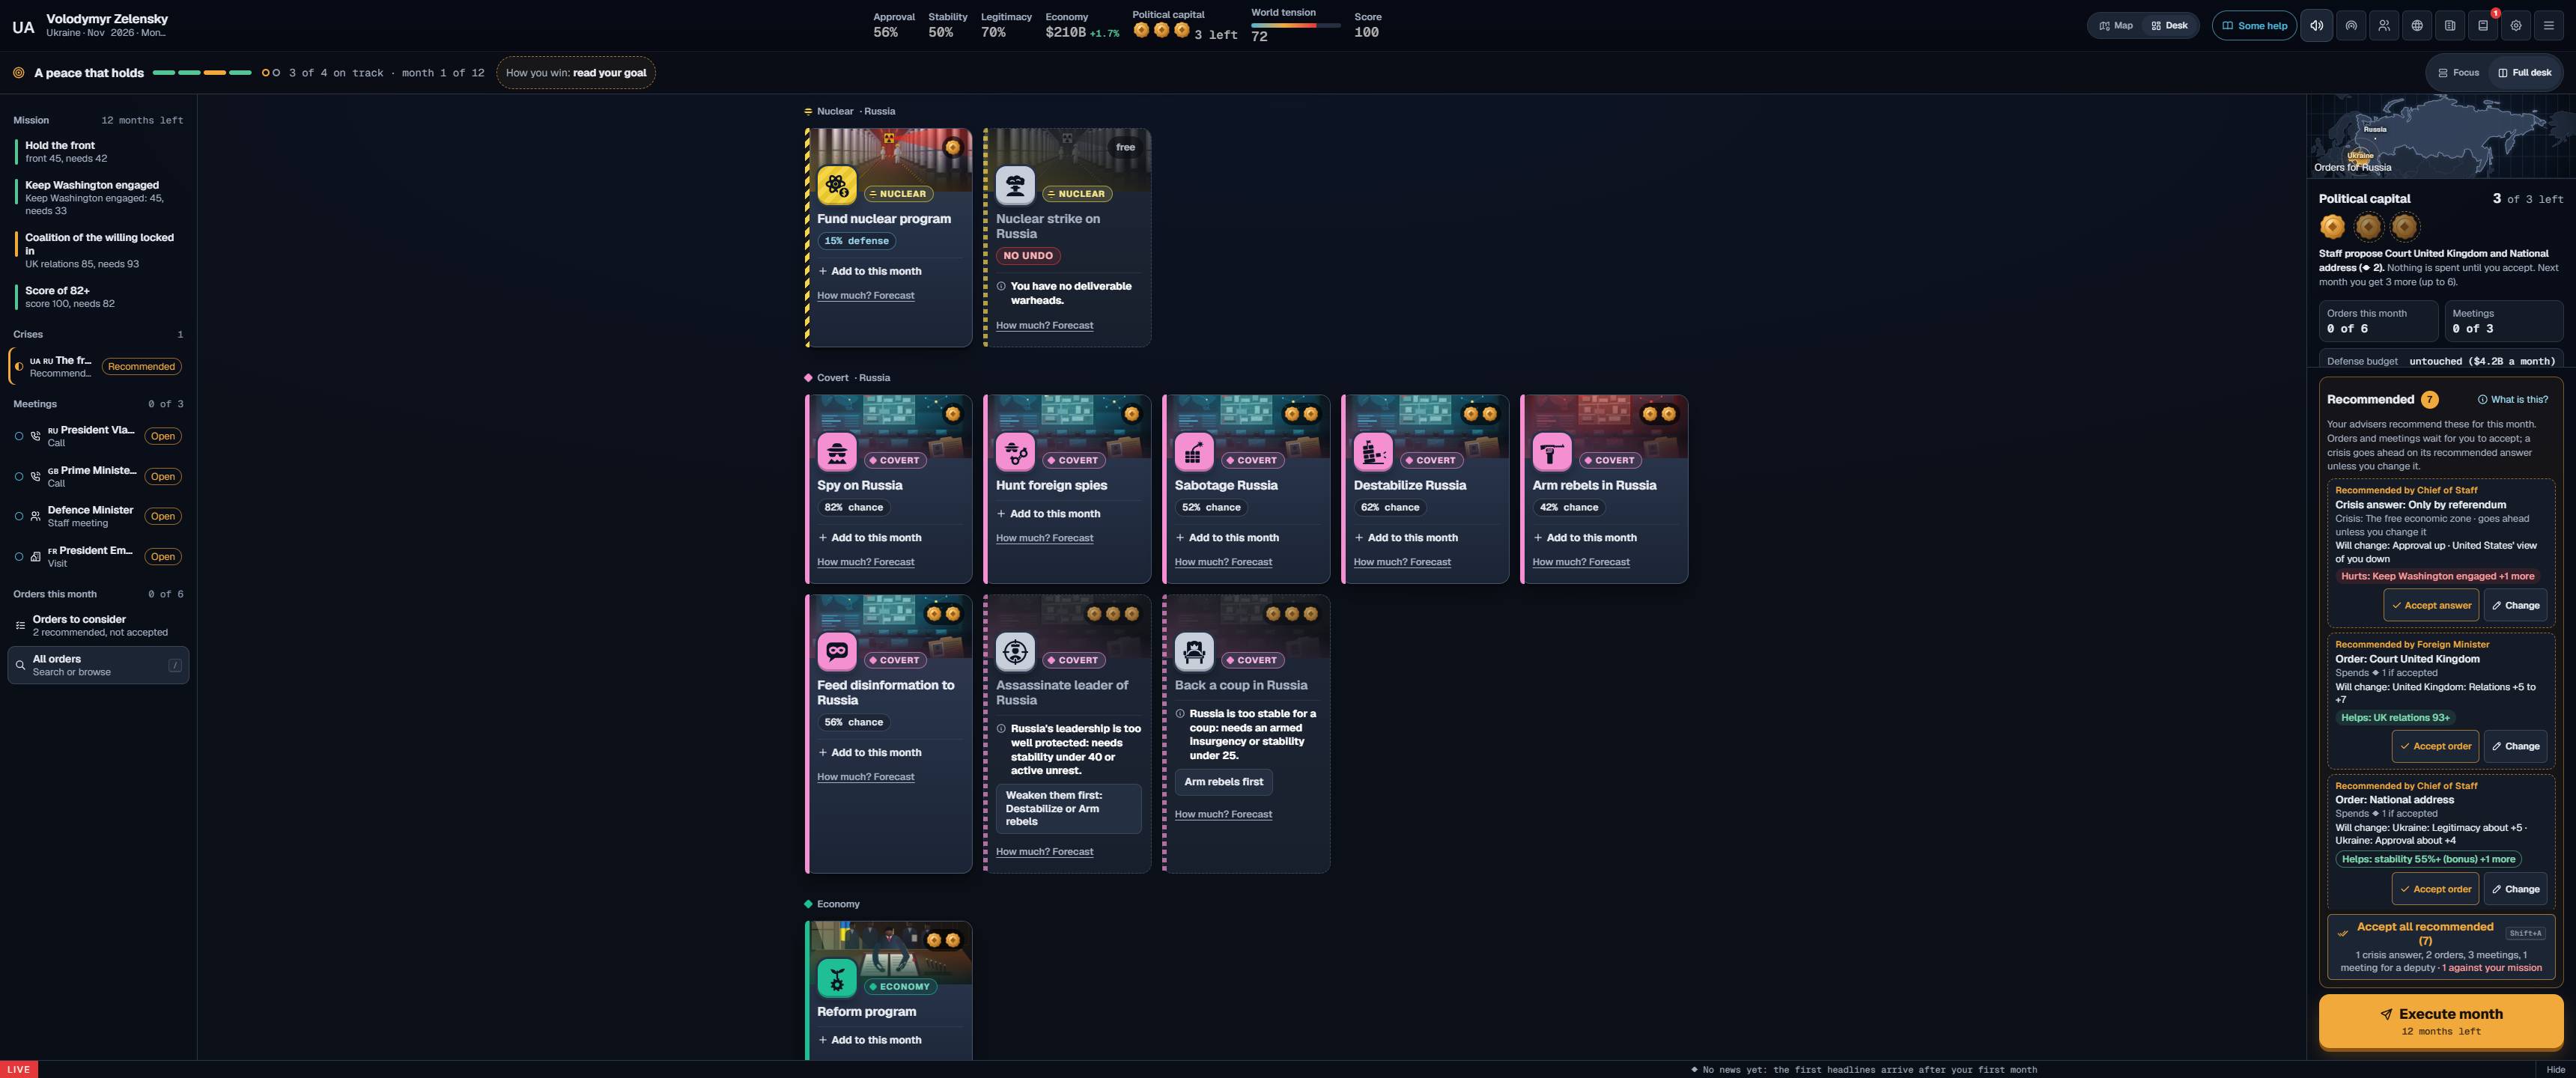 UA
Volodymyr Zelensky
Ukraine · Nov 2026 · Mon...
Approval
56%
Stability
50%
Legitimacy
70%
Economy
$210B +1.7%
Political capital
3 left
World tension
72
Score
100
Map
Desk
Some help
1
A peace that holds
3 of 4 on track · month 1 of 12
How you win: read your goal
Focus
Full desk
Mission
12 months left
Hold the front
front 45, needs 42
Keep Washington engaged
Keep Washington engaged: 45,
needs 33
Coalition of the willing locked
in
UK relations 85, needs 93
Score of 82+
score 100, needs 82
Crises
1
UA RU The fr...
Recommend...
Recommended
Meetings
0 of 3
RU President Vla...
Call
Open
GB Prime Ministe...
Call
Open
Defence Minister
Staff meeting
Open
FR President Em...
Visit
Open
Orders this month
0 of 6
Orders to consider
2 recommended, not accepted
All orders
Search or browse
/
Nuclear · Russia
NUCLEAR
Fund nuclear program
15% defense
+ Add to this month
How much? Forecast
free
NUCLEAR
Nuclear strike on
Russia
NO UNDO
You have no deliverable
warheads.
How much? Forecast
Covert · Russia
COVERT
Spy on Russia
82% chance
+ Add to this month
How much? Forecast
COVERT
Hunt foreign spies
+ Add to this month
How much? Forecast
COVERT
Sabotage Russia
52% chance
+ Add to this month
How much? Forecast
COVERT
Destabilize Russia
62% chance
+ Add to this month
How much? Forecast
COVERT
Arm rebels in Russia
42% chance
+ Add to this month
How much? Forecast
COVERT
Feed disinformation to
Russia
56% chance
+ Add to this month
How much? Forecast
COVERT
Assassinate leader of
Russia
Russia's leadership is too
well protected: needs
stability under 40 or
active unrest.
Weaken them first:
Destabilize or Arm
rebels
How much? Forecast
COVERT
Back a coup in Russia
Russia is too stable for a
coup: needs an armed
insurgency or stability
under 25.
Arm rebels first
How much? Forecast
Economy
ECONOMY
Reform program
+ Add to this month
Russia
Ukraine
Orders for Russia
Political capital
3 of 3 left
Staff propose Court United Kingdom and National
address (◆ 2). Nothing is spent until you accept. Next
month you get 3 more (up to 6).
Orders this month
0 of 6
Meetings
0 of 3
Defense budget untouched ($4.2B a month)
Recommended 7
What is this?
Your advisers recommend these for this month.
Orders and meetings wait for you to accept; a
crisis goes ahead on its recommended answer
unless you change it.
Recommended by Chief of Staff
Crisis answer: Only by referendum
Crisis: The free economic zone · goes ahead
unless you change it
Will change: Approval up · United States' view
of you down
Hurts: Keep Washington engaged +1 more
Accept answer
Change
Recommended by Foreign Minister
Order: Court United Kingdom
Spends ◆ 1 if accepted
Will change: United Kingdom: Relations +5 to
+7
Helps: UK relations 93+
Accept order
Change
Recommended by Chief of Staff
Order: National address
Spends ◆ 1 if accepted
Will change: Ukraine: Legitimacy about +5 ·
Ukraine: Approval about +4
Helps: stability 55%+ (bonus) +1 more
Accept order
Change
Accept all recommended
(7)
Shift+A
1 crisis answer, 2 orders, 3 meetings, 1
meeting for a deputy · 1 against your mission
Execute month
12 months left
LIVE
◆ No news yet: the first headlines arrive after your first month
Hide